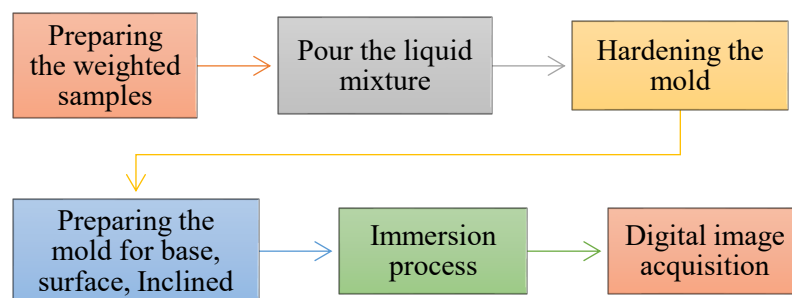 Preparing
the weighted
samples
Pour the liquid
mixture
Hardening the
mold
Preparing the
mold for base,
surface, Inclined
Immersion
process
Digital image
acquisition